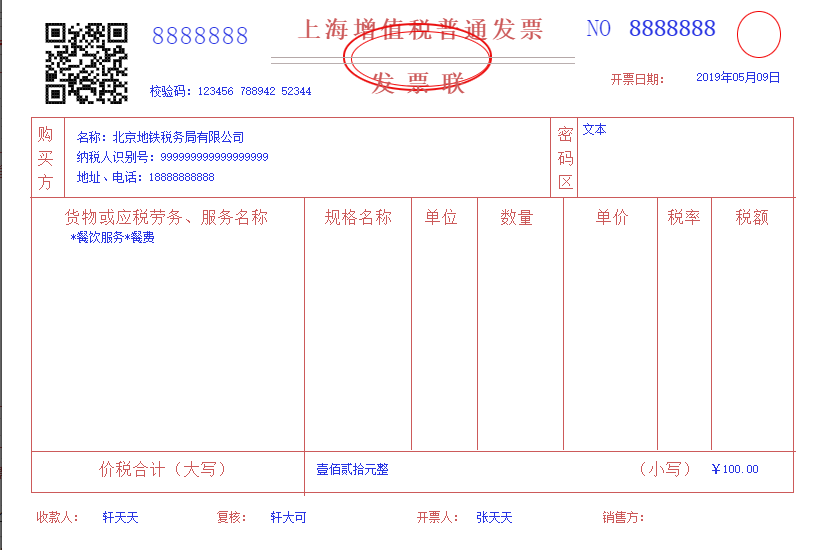 8888888
上海增值税普通发票
NO 8888888
发票联
校验码: 123456 788942 52344
开票日期: 2019年05月09日
购买方
名称: 北京地铁税务局有限公司
纳税人识别号: 999999999999999999
地址、电话: 18888888888
密码区
文本
货物或应税劳务、服务名称 规格名称 单位 数量 单价 税率 税额
*餐饮服务*餐费
价税合计（大写） 壹佰贰拾元整 （小写） ￥100.00
收款人: 轩天天 复核: 轩大可 开票人: 张天天 销售方: